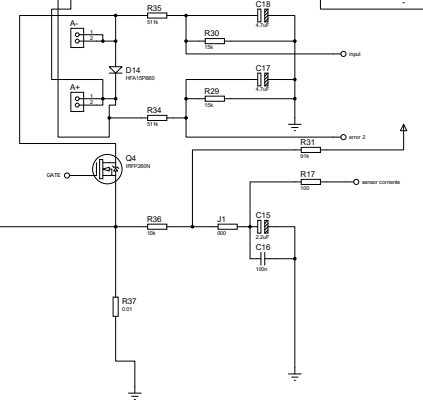 R35
511k
C18
4.7uF
A-
1
2
R30
15k
input
D14
HFA15PB60
C17
4.7uF
A+
1
2
R29
15k
R34
511k
error 2
R31
91k
Q4
IRFP260N
GATE
R17
100
sensor corriente
R36
10k
J1
000
C15
2.2uF
C16
100n
R37
0.01